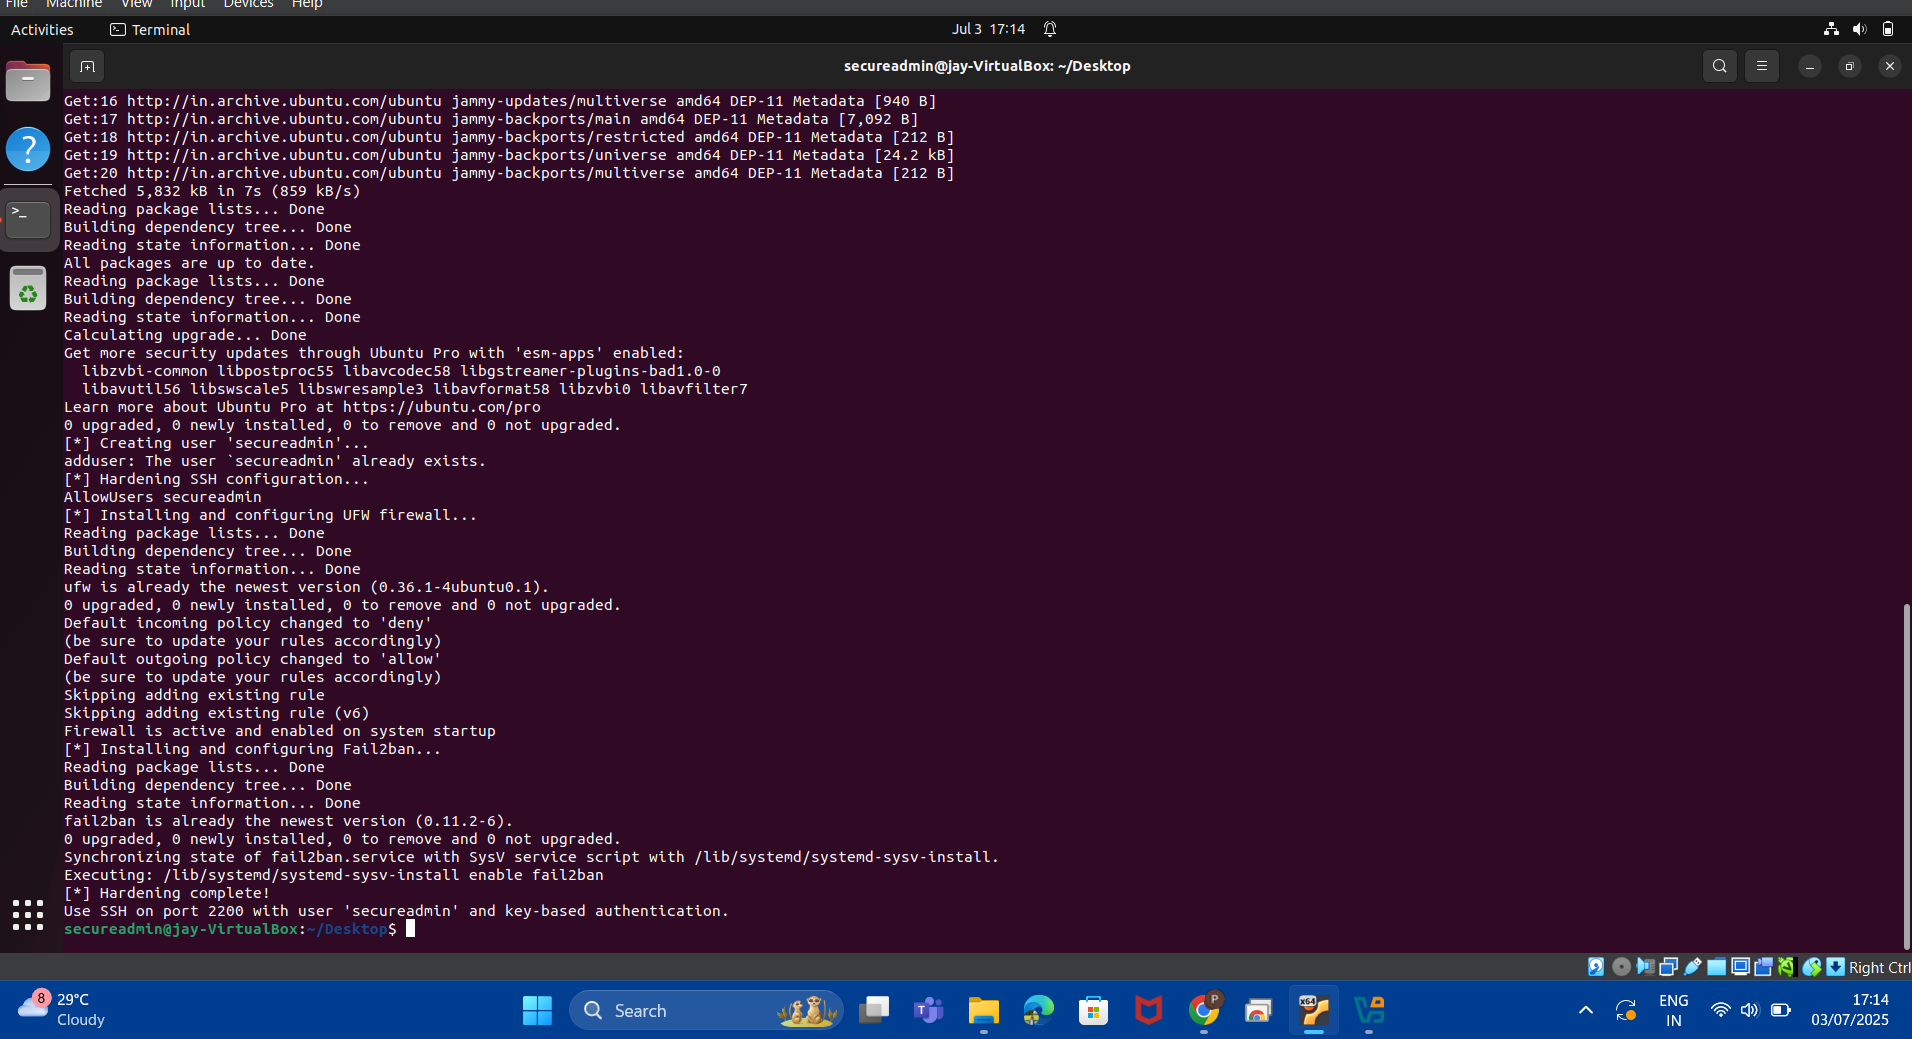 File Machine View Input Devices Help
Activities Terminal Jul 3 17:14
secureadmin@jay-VirtualBox: ~/Desktop
Get:16 http://in.archive.ubuntu.com/ubuntu jammy-updates/multiverse amd64 DEP-11 Metadata [940 B]
Get:17 http://in.archive.ubuntu.com/ubuntu jammy-backports/main amd64 DEP-11 Metadata [7,092 B]
Get:18 http://in.archive.ubuntu.com/ubuntu jammy-backports/restricted amd64 DEP-11 Metadata [212 B]
Get:19 http://in.archive.ubuntu.com/ubuntu jammy-backports/universe amd64 DEP-11 Metadata [24.2 kB]
Get:20 http://in.archive.ubuntu.com/ubuntu jammy-backports/multiverse amd64 DEP-11 Metadata [212 B]
Fetched 5,832 kB in 7s (859 kB/s)
Reading package lists... Done
Building dependency tree... Done
Reading state information... Done
All packages are up to date.
Reading package lists... Done
Building dependency tree... Done
Reading state information... Done
Calculating upgrade... Done
Get more security updates through Ubuntu Pro with 'esm-apps' enabled:
  libzvbi-common libpostproc55 libavcodec58 libgstreamer-plugins-bad1.0-0
  libavutil56 libswscale5 libswresample3 libavformat58 libzvbi0 libavfilter7
Learn more about Ubuntu Pro at https://ubuntu.com/pro
0 upgraded, 0 newly installed, 0 to remove and 0 not upgraded.
[*] Creating user 'secureadmin'...
adduser: The user `secureadmin' already exists.
[*] Hardening SSH configuration...
AllowUsers secureadmin
[*] Installing and configuring UFW firewall...
Reading package lists... Done
Building dependency tree... Done
Reading state information... Done
ufw is already the newest version (0.36.1-4ubuntu0.1).
0 upgraded, 0 newly installed, 0 to remove and 0 not upgraded.
Default incoming policy changed to 'deny'
(be sure to update your rules accordingly)
Default outgoing policy changed to 'allow'
(be sure to update your rules accordingly)
Skipping adding existing rule
Skipping adding existing rule (v6)
Firewall is active and enabled on system startup
[*] Installing and configuring Fail2ban...
Reading package lists... Done
Building dependency tree... Done
Reading state information... Done
fail2ban is already the newest version (0.11.2-6).
0 upgraded, 0 newly installed, 0 to remove and 0 not upgraded.
Synchronizing state of fail2ban.service with SysV service script with /lib/systemd/systemd-sysv-install.
Executing: /lib/systemd/systemd-sysv-install enable fail2ban
[*] Hardening complete!
Use SSH on port 2200 with user 'secureadmin' and key-based authentication.
secureadmin@jay-VirtualBox:~/Desktop$
Right Ctrl
8 29°C
Cloudy
Search
ENG
IN
17:14
03/07/2025